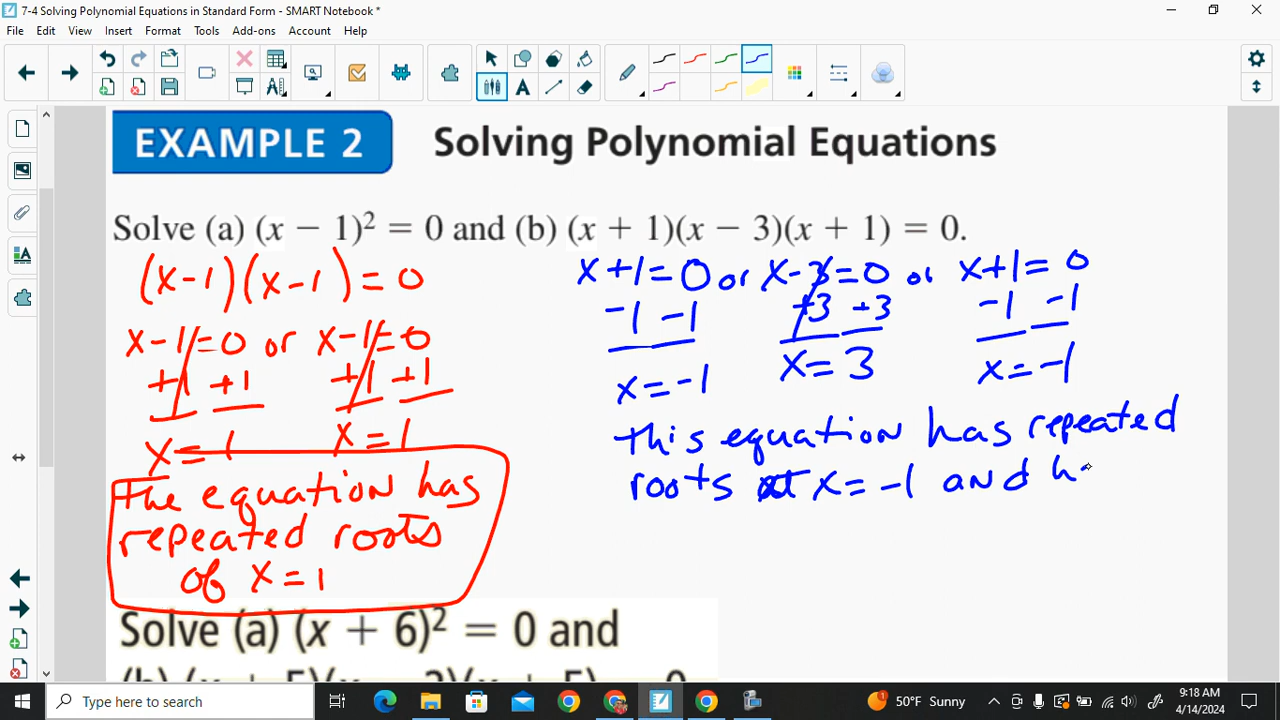 7-4 Solving Polynomial Equations in Standard Form - SMART Notebook *
File Edit View Insert Format Tools Add-ons Account Help
EXAMPLE 2 Solving Polynomial Equations
Solve (a) (x − 1)² = 0 and (b) (x + 1)(x − 3)(x + 1) = 0.
(x-1)(x-1) = 0
x-1=0 or x-1=0
+1 +1 +1 +1
x=1 x=1
The equation has
repeated roots
of x=1
x+1=0 or x-3=0 or x+1=0
-1 -1 +3 +3 -1 -1
x=-1 x=3 x=-1
This equation has repeated
roots at x=-1 and h
Solve (a) (x + 6)² = 0 and
Type here to search
50°F Sunny
9:18 AM
4/14/2024